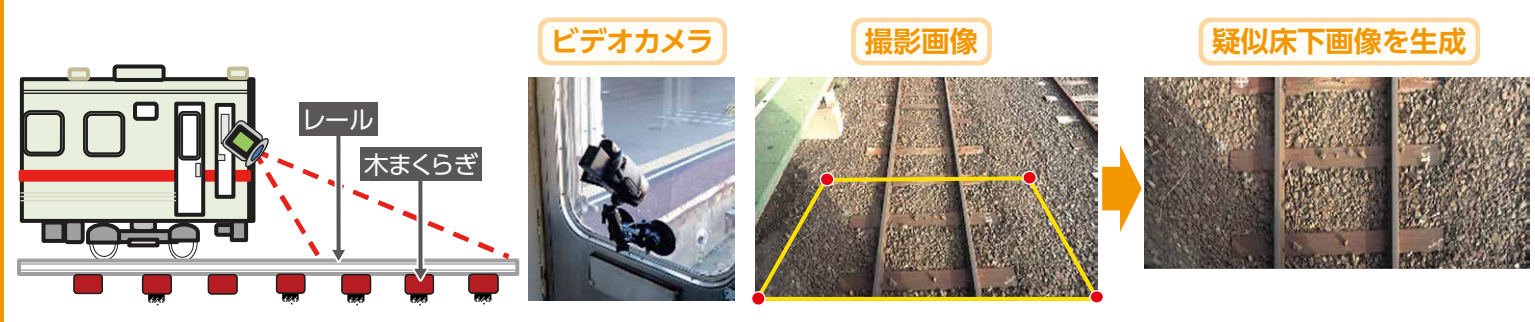 ビデオカメラ
撮影画像
疑似床下画像を生成
レール
木まくらぎ